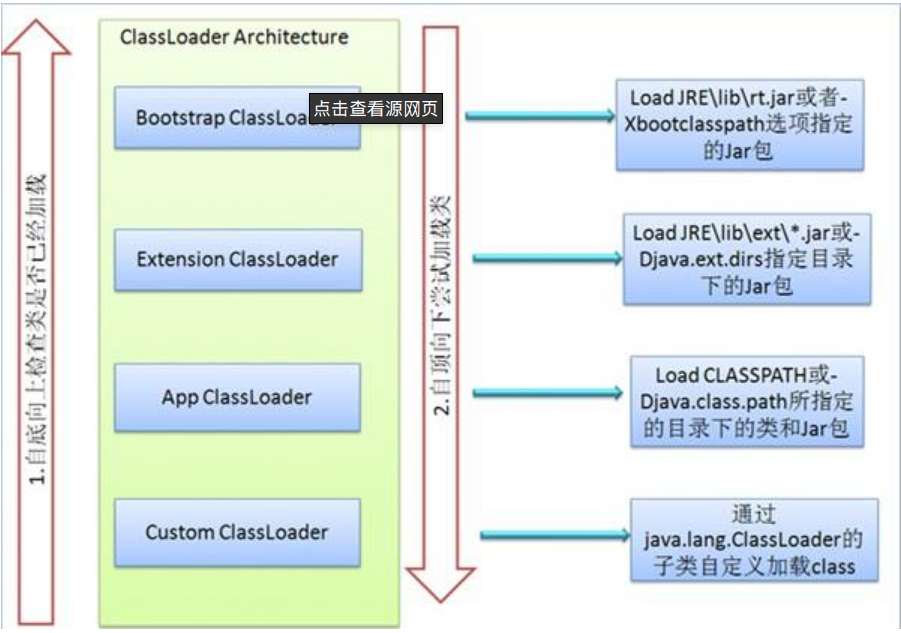 ClassLoader Architecture
Bootstrap ClassLoader
点击查看源网页
Load JRE\lib\rt.jar或者-
Xbootclasspath选项指定
的Jar包
Extension ClassLoader
Load JRE\lib\ext\*.jar或-
Djava.ext.dirs指定目录
下的Jar包
App ClassLoader
Load CLASSPATH或-
Djava.class.path所指定
的目录下的类和Jar包
Custom ClassLoader
通过
java.lang.ClassLoader的
子类自定义加载class
1.自底向上检查类是否已经加载
2.自顶向下尝试加载类